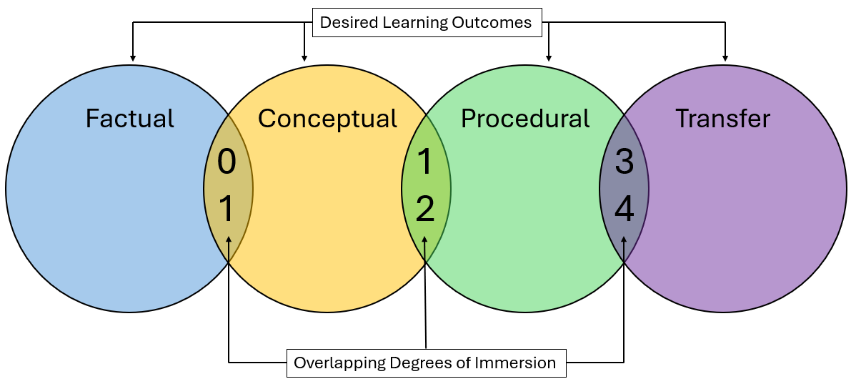 Desired Learning Outcomes
Factual
Conceptual
Procedural
Transfer
0
1
3
1
2
4
Overlapping Degrees of Immersion